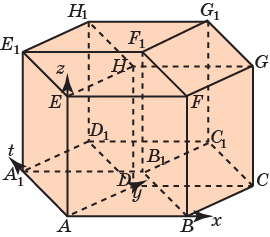 H₁ G₁
E₁ F₁
z H G
E F
t D₁ C₁
A₁ D B₁ C
y
A B x